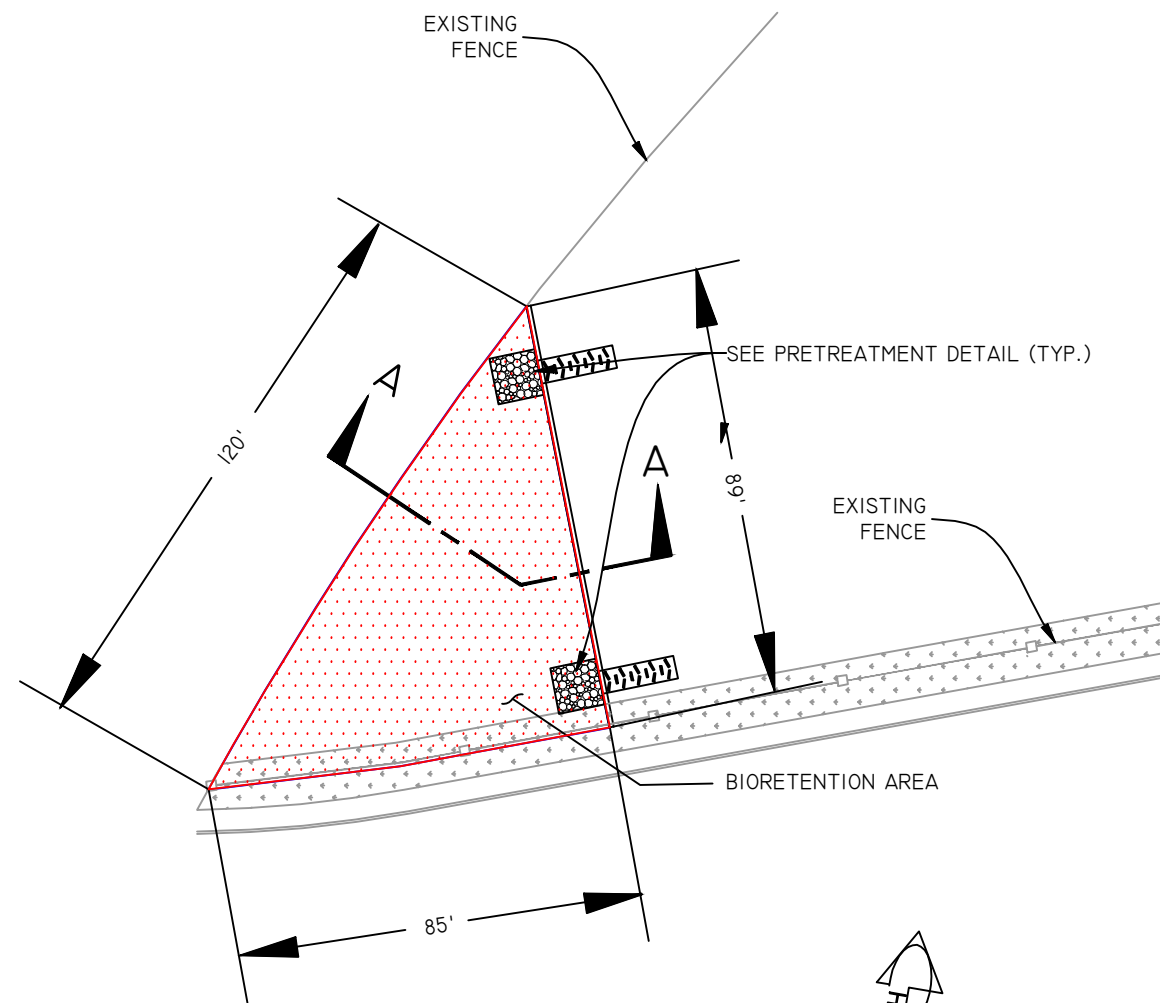 EXISTING
FENCE
SEE PRETREATMENT DETAIL (TYP.)
A
120'
A
89'
EXISTING
FENCE
BIORETENTION AREA
85'